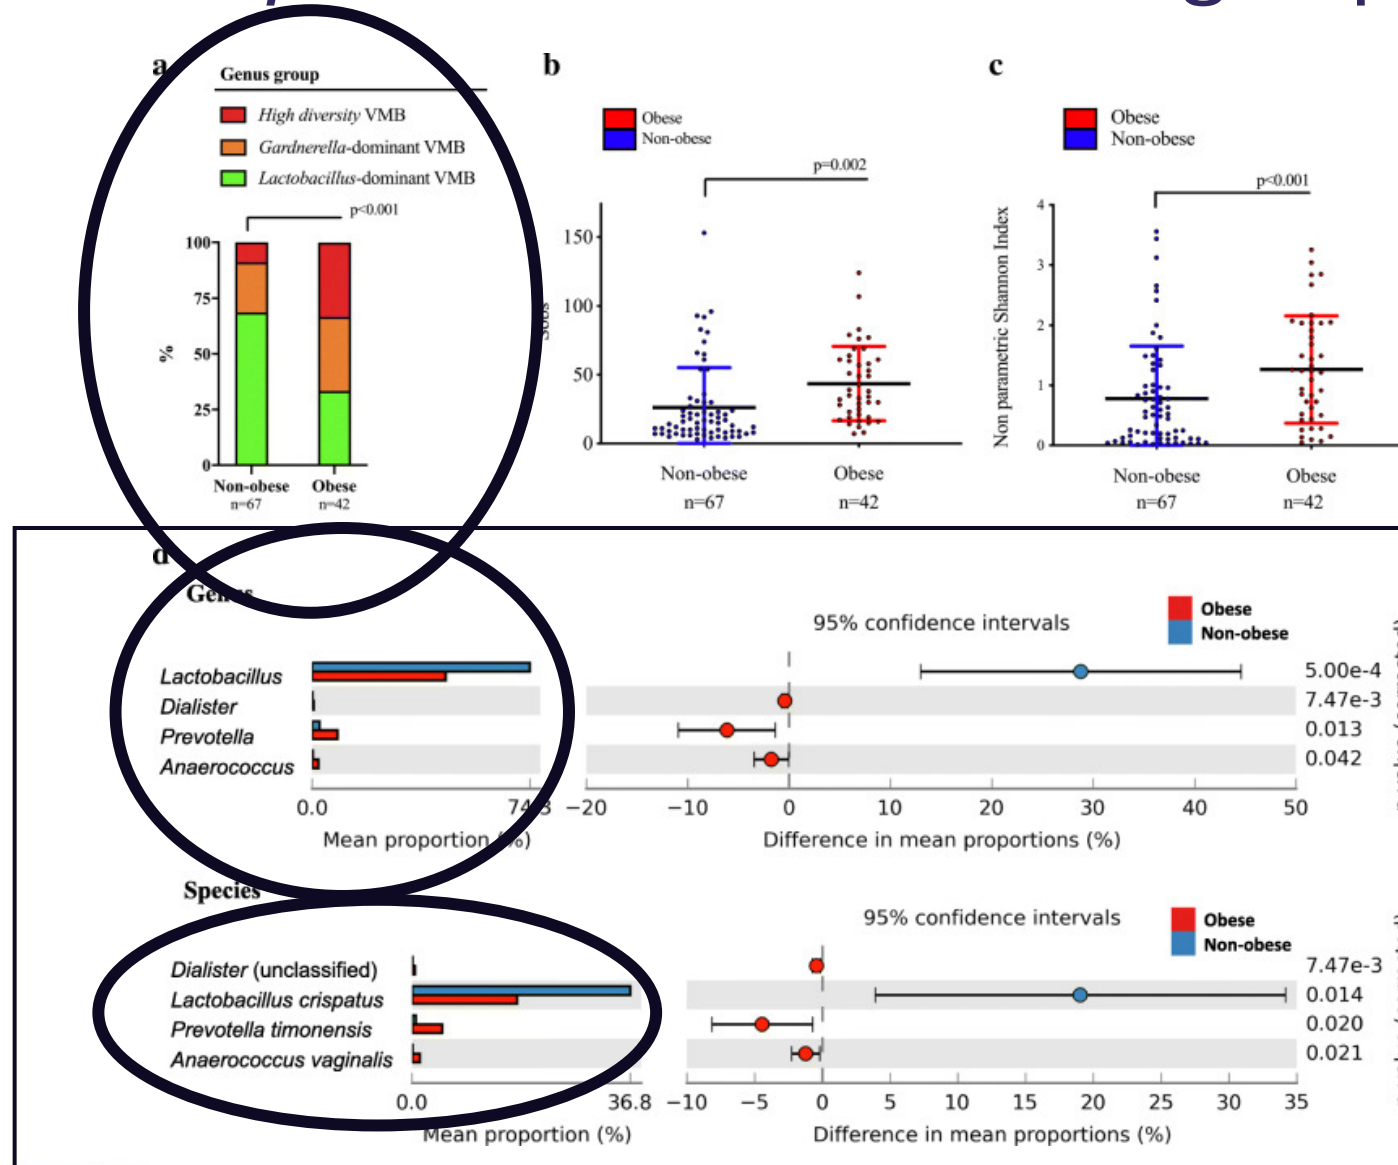 a
Genus group
High diversity VMB
Gardnerella-dominant VMB
Lactobacillus-dominant VMB
p<0.001
100
75
50
25
0
%
Non-obese Obese
n=67 n=42
b
Obese
Non-obese
p=0.002
150
100
50
0
Non-obese Obese
n=67 n=42
c
Obese
Non-obese
p<0.001
Non parametric Shannon Index
4
3
2
1
0
Non-obese Obese
n=67 n=42
d
Genus
95% confidence intervals
Obese
Non-obese
Lactobacillus 5.00e-4
Dialister 7.47e-3
Prevotella 0.013
Anaerococcus 0.042
0.0 74.3 −20 −10 0 10 20 30 40 50
Mean proportion (%) Difference in mean proportions (%)
Species
95% confidence intervals
Obese
Non-obese
Dialister (unclassified) 7.47e-3
Lactobacillus crispatus 0.014
Prevotella timonensis 0.020
Anaerococcus vaginalis 0.021
0.0 36.8 −10 −5 0 5 10 15 20 25 30 35
Mean proportion (%) Difference in mean proportions (%)